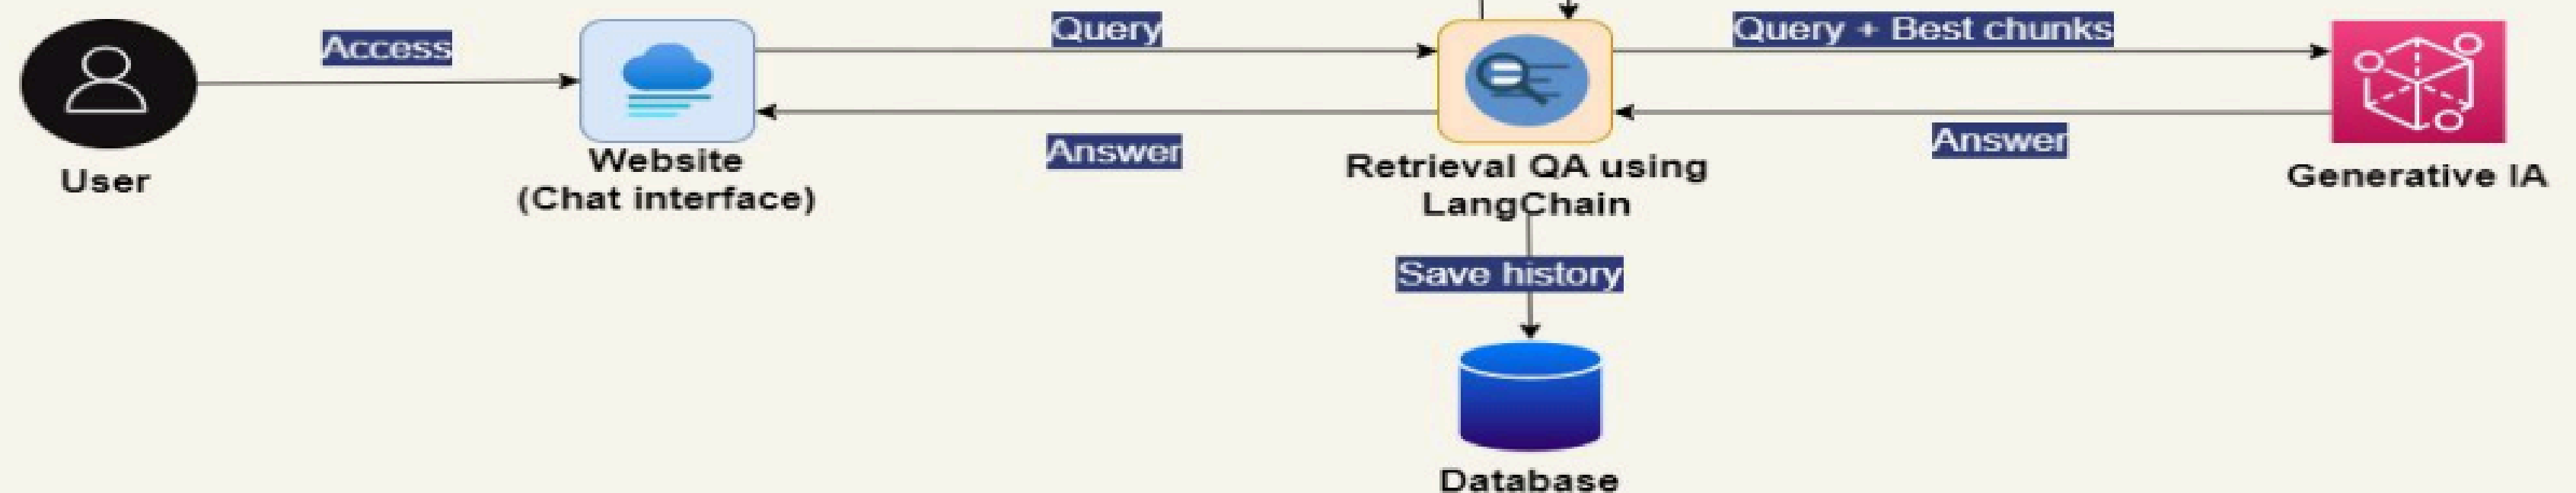 Access
Query
Query + Best chunks
Answer
Answer
User
Website
(Chat interface)
Retrieval QA using
LangChain
Generative IA
Save history
Database